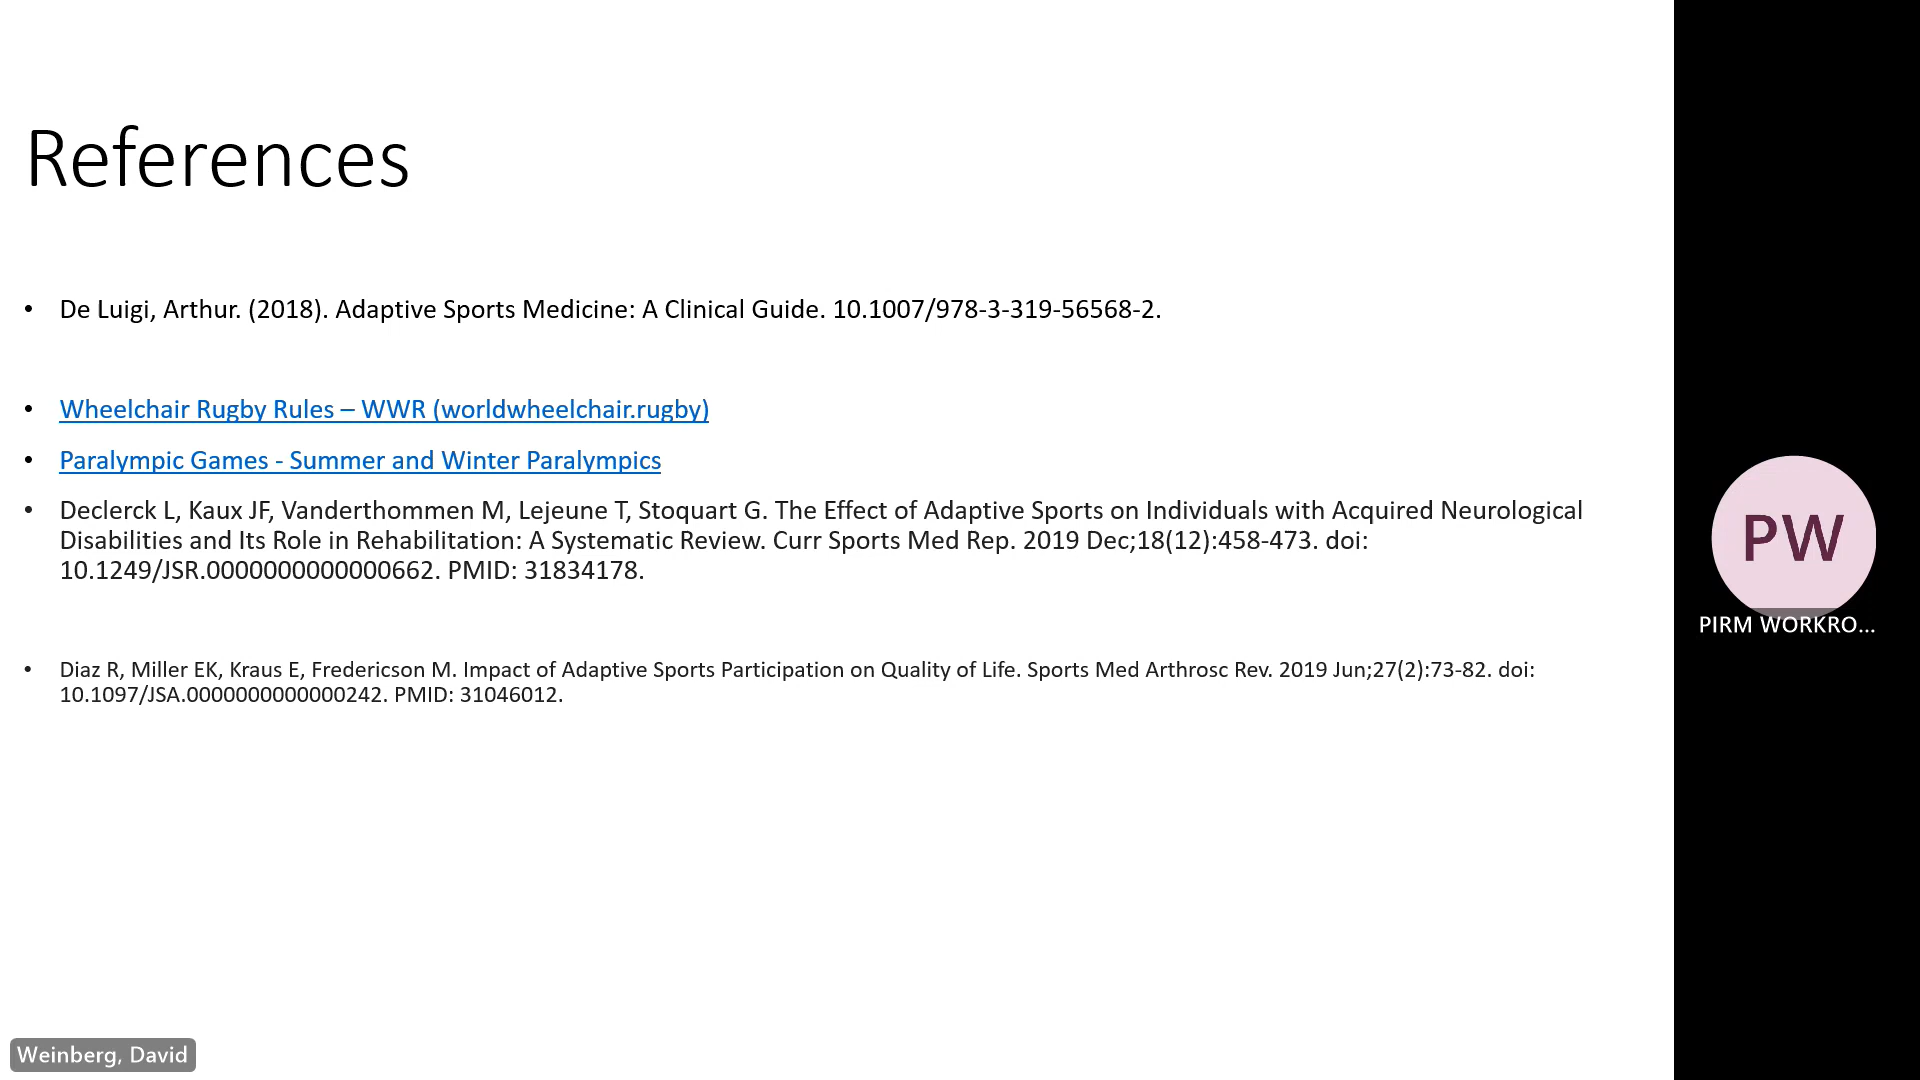 References
• De Luigi, Arthur. (2018). Adaptive Sports Medicine: A Clinical Guide. 10.1007/978-3-319-56568-2.
• Wheelchair Rugby Rules – WWR (worldwheelchair.rugby)
• Paralympic Games - Summer and Winter Paralympics
• Declerck L, Kaux JF, Vanderthommen M, Lejeune T, Stoquart G. The Effect of Adaptive Sports on Individuals with Acquired Neurological
Disabilities and Its Role in Rehabilitation: A Systematic Review. Curr Sports Med Rep. 2019 Dec;18(12):458-473. doi:
10.1249/JSR.0000000000000662. PMID: 31834178.
• Diaz R, Miller EK, Kraus E, Fredericson M. Impact of Adaptive Sports Participation on Quality of Life. Sports Med Arthrosc Rev. 2019 Jun;27(2):73-82. doi:
10.1097/JSA.0000000000000242. PMID: 31046012.
PW
PIRM WORKRO...
Weinberg, David